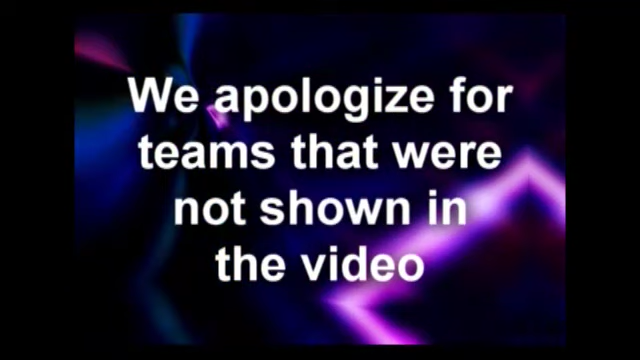 We apologize for
teams that were
not shown in
the video